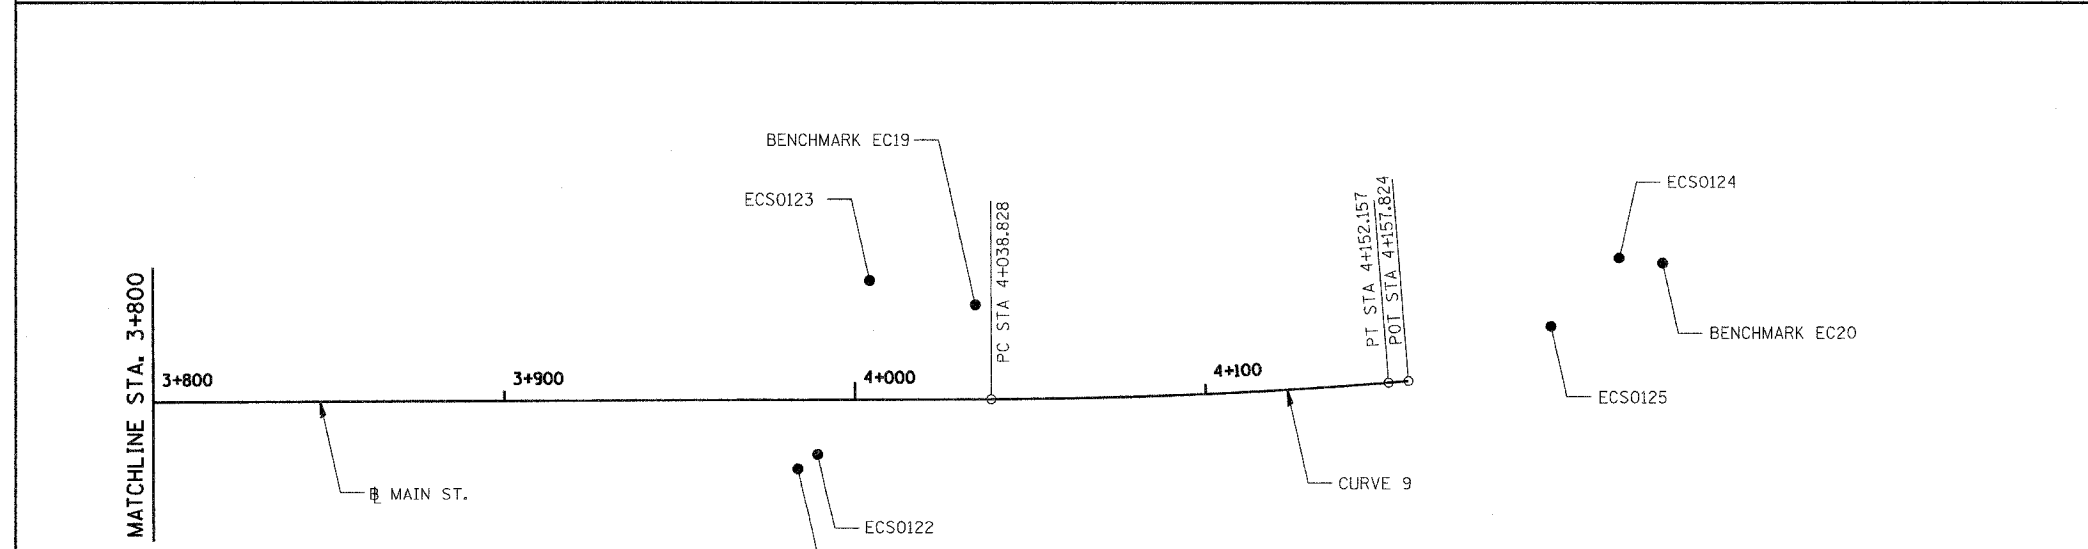 BENCHMARK EC19
ECS0123
ECS0124
PC STA 4+038.828
PT STA 4+152.157
POT STA 4+157.824
BENCHMARK EC20
MATCHLINE STA. 3+800
3+800
3+900
4+000
4+100
ECS0125
℄ MAIN ST.
CURVE 9
ECS0122